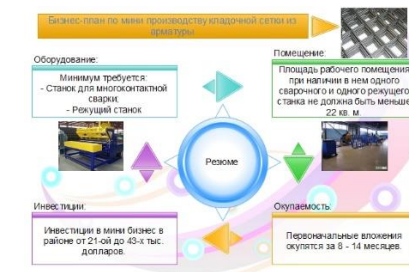 Бизнес-план по мини производству кладочной сетки из
арматуры
Оборудование:
Минимум требуется:
- Станок для многоконтактной
сварки;
- Режущий станок
Помещение:
Площадь рабочего помещения
при наличии в нем одного
сварочного и одного режущего
станка не должна быть меньше
22 кв. м.
Резюме
Инвестиции:
Инвестиции в мини бизнес в
районе от 21-ой до 43-х тыс.
долларов.
Окупаемость:
Первоначальные вложения
окупятся за 8 - 14 месяцев.